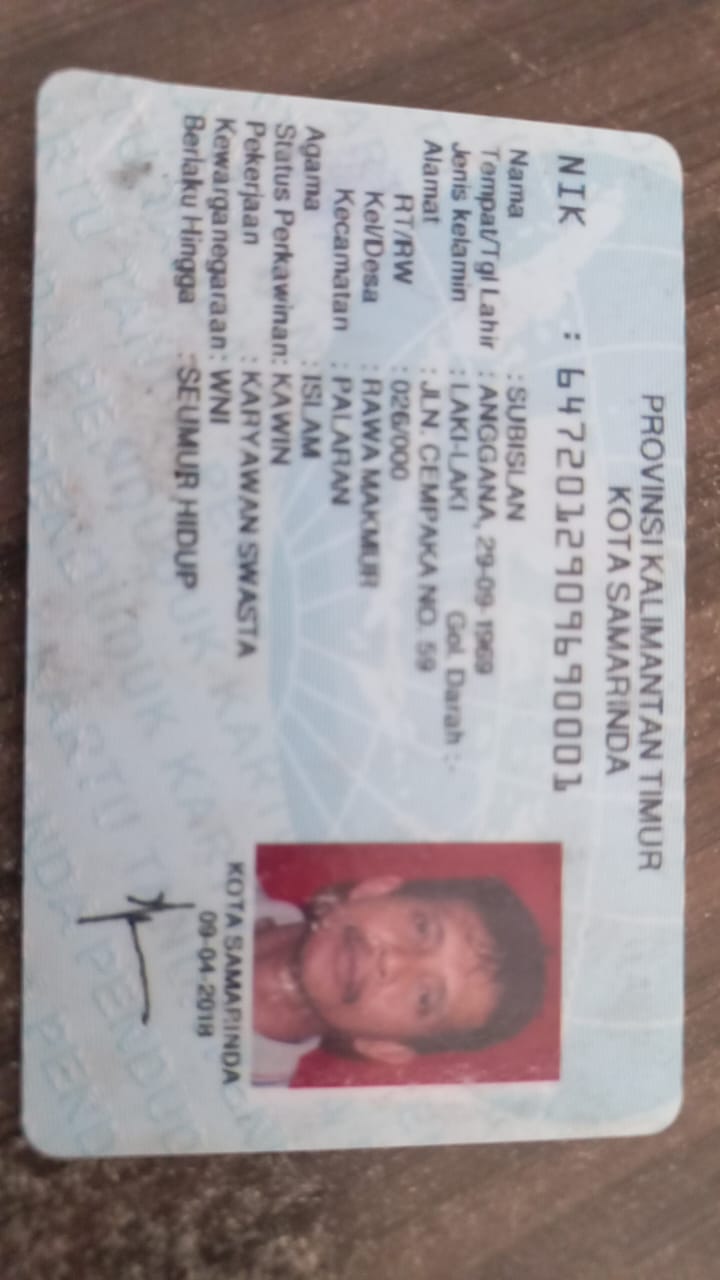 PROVINSI KALIMANTAN TIMUR
KOTA SAMARINDA
NIK : 6472012909690001
Nama : SUBISLAN
Tempat/Tgl Lahir : ANGGANA, 29-09-1969
Jenis kelamin : LAKI-LAKI Gol. Darah : -
Alamat : JLN. CEMPAKA NO. 59
RT/RW : 026/000
Kel/Desa : RAWA MAKMUR
Kecamatan : PALARAN
Agama : ISLAM
Status Perkawinan: KAWIN
Pekerjaan : KARYAWAN SWASTA
Kewarganegaraan: WNI
Berlaku Hingga : SEUMUR HIDUP
KOTA SAMARINDA
09-04-2018